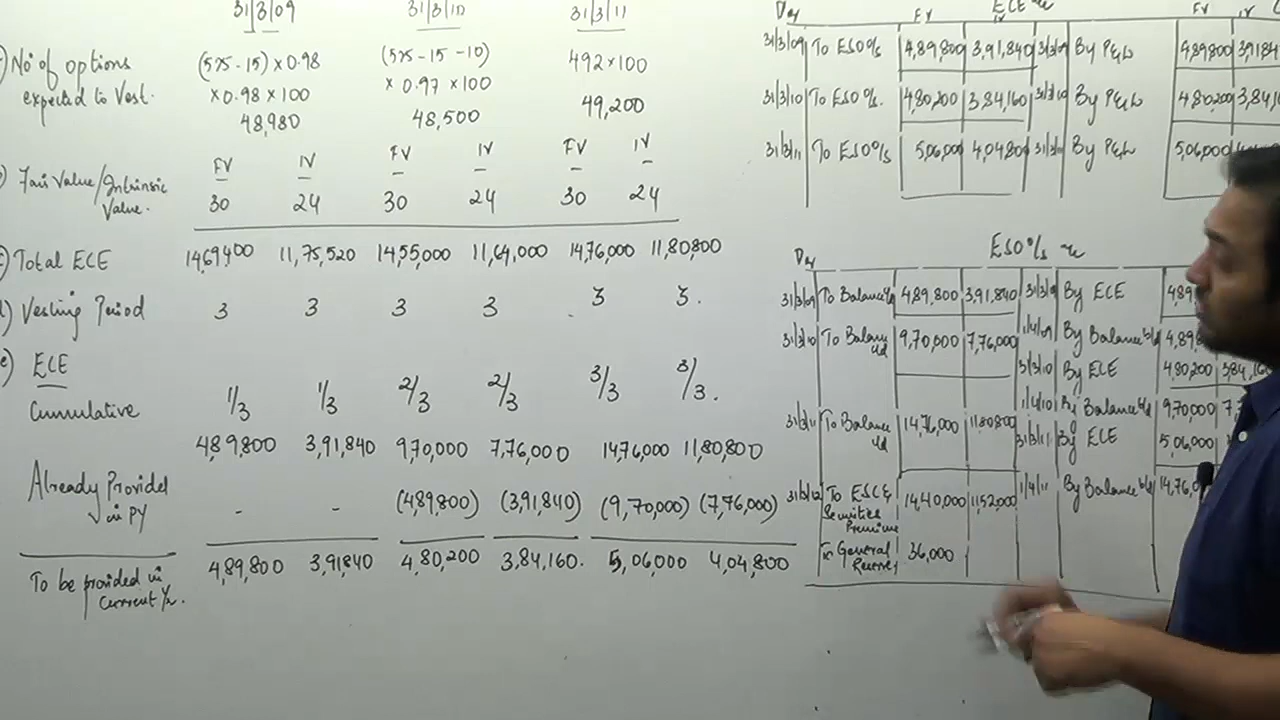 31/3/09 31/3/10 31/3/11
No of options expected to Vest.
(575-15) x 0.98 x 0.98 x 100 48,980
(575 - 15 - 10) x 0.97 x 100 48,500
492 x 100 49,200
FV IV FV IV FV IV
Fair Value/Intrinsic Value.
30 24 30 24 30 24
Total ECE 14,69,400 11,75,520 14,55,000 11,64,000 14,76,000 11,80,800
d) Vesting Period 3 3 3 3 3 3.
e) ECE
Cumulative 1/3 1/3 2/3 2/3 3/3 3/3.
4,89,800 3,91,840 9,70,000 7,76,000 14,76,000 11,80,800
Already Provided in PY - - (4,89,800) (3,91,840) (9,70,000) (7,76,000)
To be provided in Current Yr. 4,89,800 3,91,840 4,80,200 3,84,160. 5,06,000 4,04,800
ECE a/c
FV IV FV IV
31/3/09 To ESO o/s 4,89,800 3,91,840 31/3/09 By P&L 4,89,800
31/3/10 To ESO o/s. 4,80,200 3,84,160 31/3/10 By P&L 4,80,200
31/3/11 To ESO o/s 5,06,000 4,04,800 31/3/11 By P&L 5,06,000
ESO o/s a/c
31/3/09 To Balance c/d 4,89,800 3,91,840 31/3/09 By ECE
1/4/09 By Balance b/d
31/3/10 To Balance c/d 9,70,000 7,76,000
31/3/10 By ECE 4,80,200 3,84,160
1/4/10 By Balance b/d 9,70,000
31/3/11 To Balance c/d 14,76,000 11,80,800 31/3/11 By ECE 5,06,000
31/3/12 To ESC & Securities Premium 14,40,000 11,52,000 1/4/11 By Balance b/d
To General Reserve 36,000